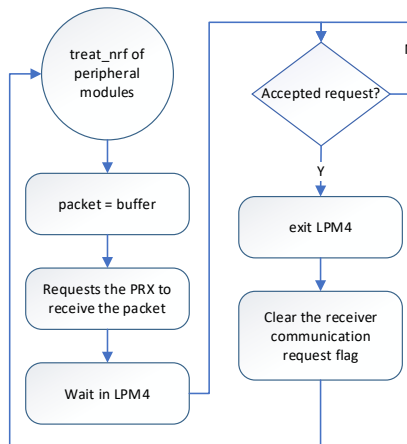 treat_nrf of
peripheral
modules
packet = buffer
Requests the PRX to
receive the packet
Wait in LPM4
Accepted request?
Y
exit LPM4
Clear the receiver
communication
request flag